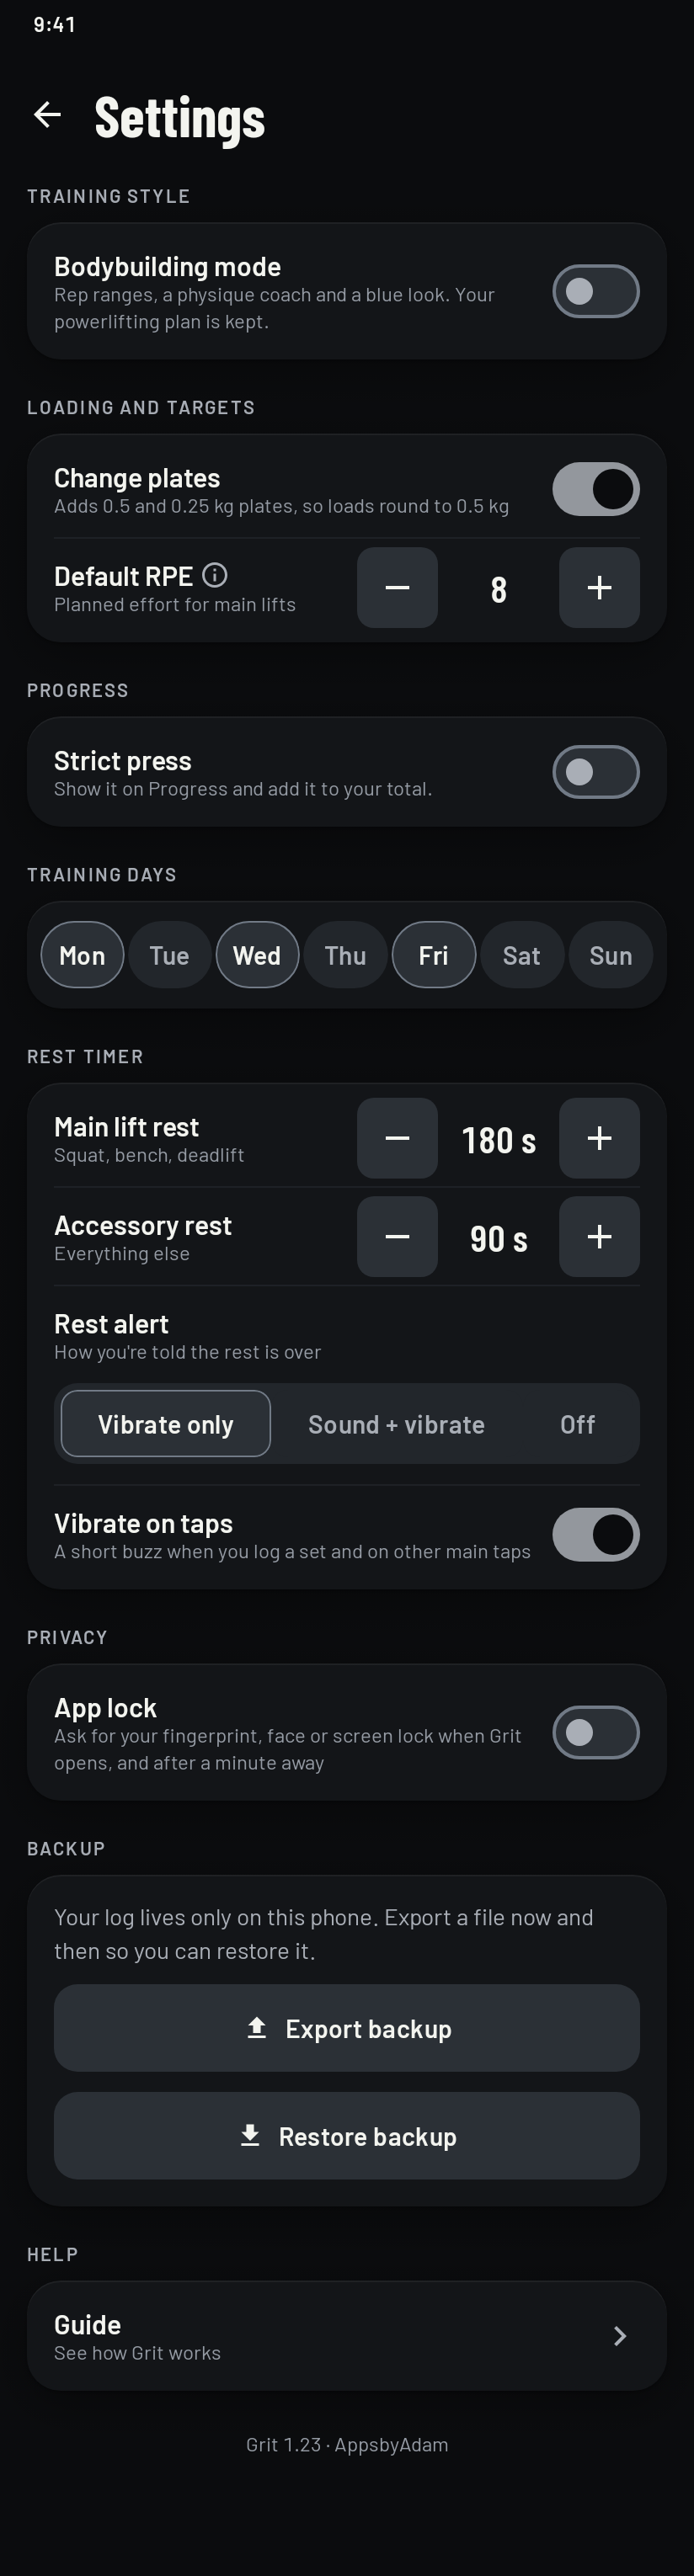 9:41
Settings
TRAINING STYLE
Bodybuilding mode
Rep ranges, a physique coach and a blue look. Your
powerlifting plan is kept.
LOADING AND TARGETS
Change plates
Adds 0.5 and 0.25 kg plates, so loads round to 0.5 kg
Default RPE
Planned effort for main lifts
8
PROGRESS
Strict press
Show it on Progress and add it to your total.
TRAINING DAYS
Mon Tue Wed Thu Fri Sat Sun
REST TIMER
Main lift rest
Squat, bench, deadlift
180 s
Accessory rest
Everything else
90 s
Rest alert
How you're told the rest is over
Vibrate only Sound + vibrate Off
Vibrate on taps
A short buzz when you log a set and on other main taps
PRIVACY
App lock
Ask for your fingerprint, face or screen lock when Grit
opens, and after a minute away
BACKUP
Your log lives only on this phone. Export a file now and
then so you can restore it.
Export backup
Restore backup
HELP
Guide
See how Grit works
Grit 1.23 · AppsbyAdam